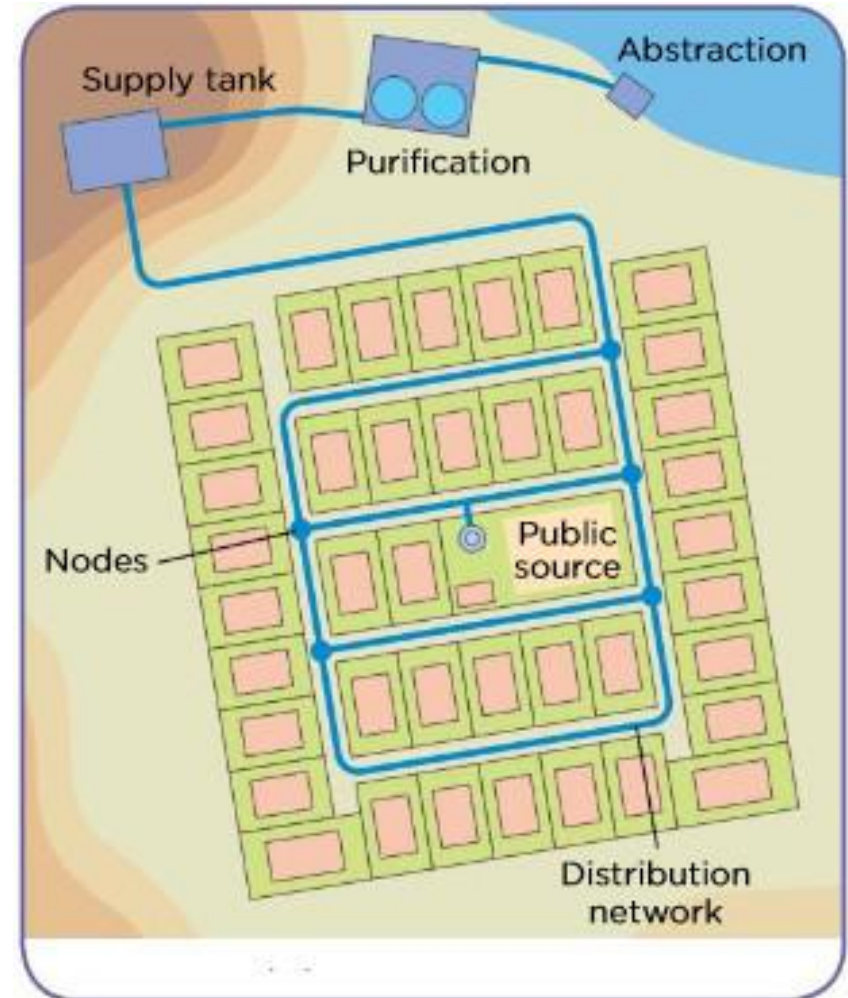 Abstraction
Supply tank
Purification
Public
source
Nodes
Distribution
network